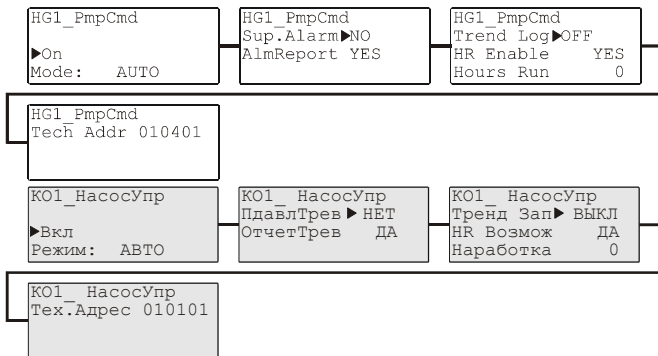 HG1_PmpCmd
▶On
Mode: AUTO
HG1_PmpCmd
Sup.Alarm▶NO
AlmReport YES
HG1_PmpCmd
Trend Log▶OFF
HR Enable YES
Hours Run 0
HG1_PmpCmd
Tech Addr 010401
КО1_НасосУпр
▶Вкл
Режим: АВТО
КО1_ НасосУпр
ПдавлТрев▶НЕТ
ОтчетТрев ДА
КО1_ НасосУпр
Тренд Зап▶ ВЫКЛ
HR Возмож ДА
Наработка 0
КО1_ НасосУпр
Тех.Адрес 010101